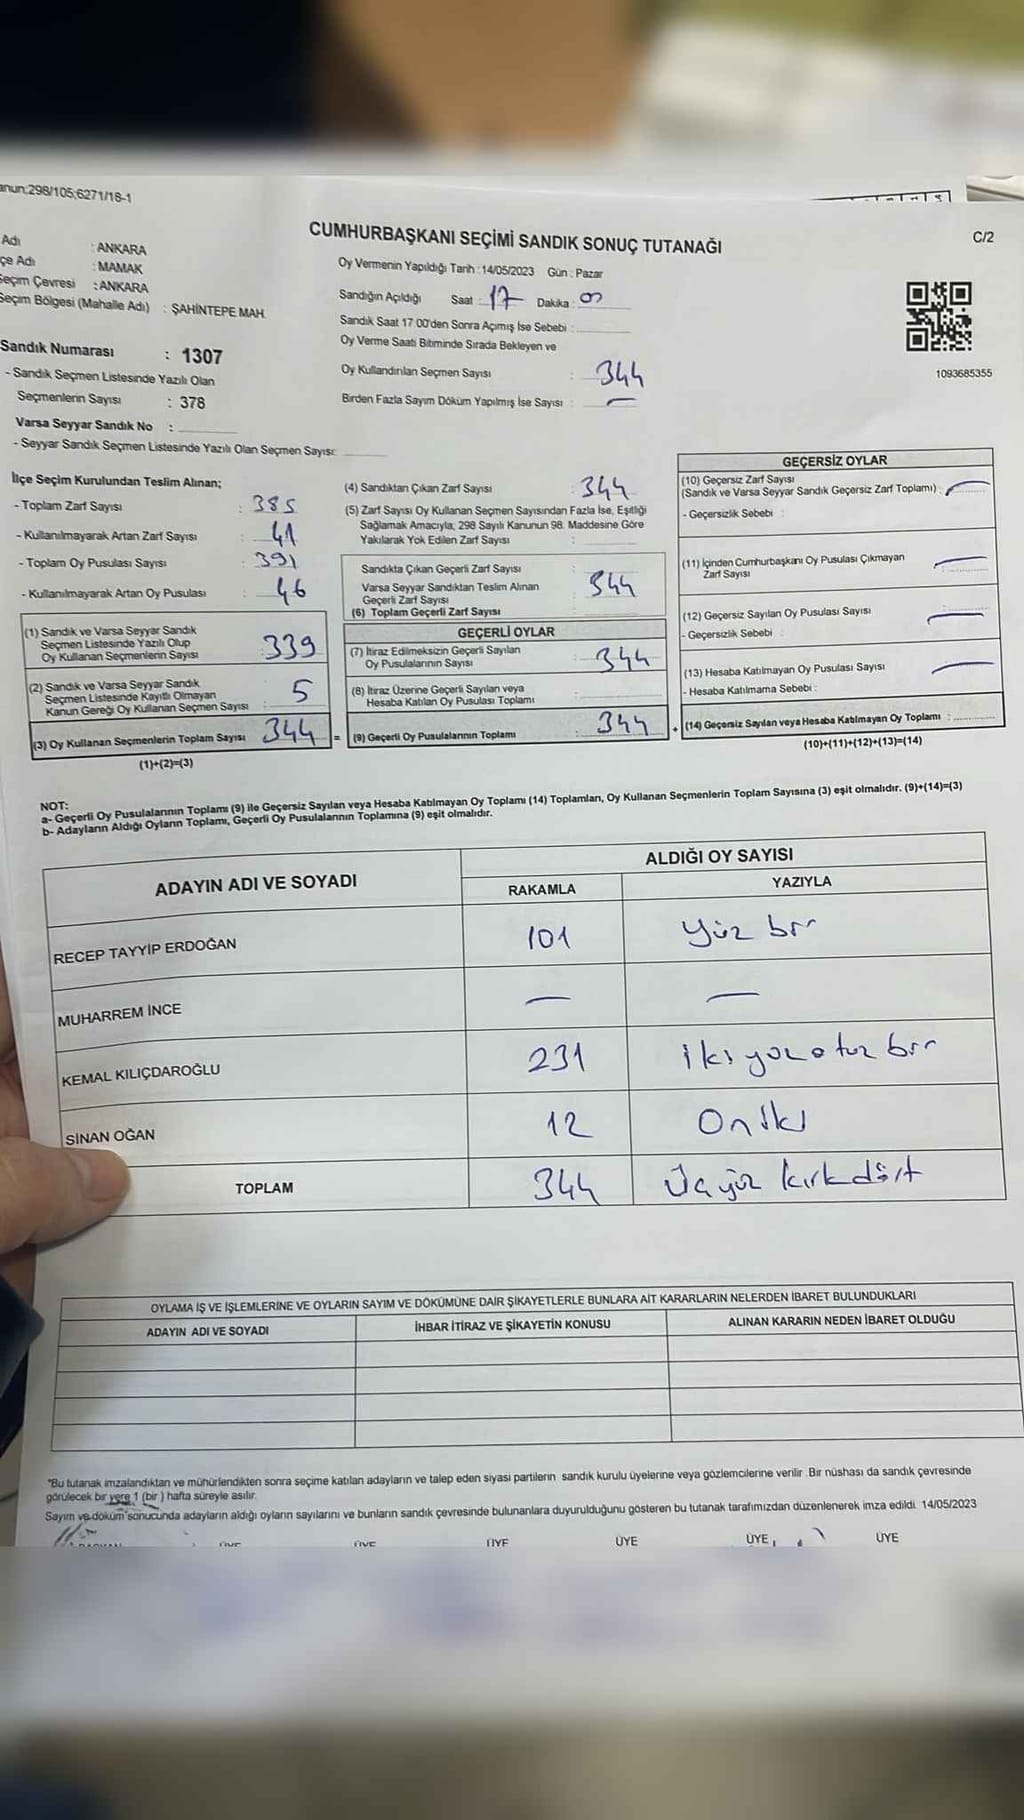 anun:298/105;6271/18-1
CUMHURBAŞKANI SEÇİMİ SANDIK SONUÇ TUTANAĞI
C/2
Adı : ANKARA
çe Adı : MAMAK
Seçim Çevresi : ANKARA
Seçim Bölgesi (Mahalle Adı) : ŞAHİNTEPE MAH.
Sandık Numarası : 1307
- Sandık Seçmen Listesinde Yazılı Olan
Seçmenlerin Sayısı : 378
Varsa Seyyar Sandık No :
- Seyyar Sandık Seçmen Listesinde Yazılı Olan Seçmen Sayısı:
Oy Vermenin Yapıldığı Tarih : 14/05/2023 Gün : Pazar
Sandığın Açıldığı Saat : 17 Dakika : 00
Sandık Saat 17:00'den Sonra Açımış İse Sebebi :
Oy Verme Saati Bitiminde Sırada Bekleyen ve
Oy Kullandırılan Seçmen Sayısı : 344
Birden Fazla Sayım Döküm Yapılmış İse Sayısı : —
1093685355
İlçe Seçim Kurulundan Teslim Alınan;
- Toplam Zarf Sayısı : 385
- Kullanılmayarak Artan Zarf Sayısı : 41
- Toplam Oy Pusulası Sayısı : 391
- Kullanılmayarak Artan Oy Pusulası : 46
(1) Sandık ve Varsa Seyyar Sandık
Seçmen Listesinde Yazılı Olup
Oy Kullanan Seçmenlerin Sayısı : 339
(2) Sandık ve Varsa Seyyar Sandık
Seçmen Listesinde Kayıtlı Olmayan
Kanun Gereği Oy Kullanan Seçmen Sayısı : 5
(3) Oy Kullanan Seçmenlerin Toplam Sayısı 344
(1)+(2)=(3)
(4) Sandıktan Çıkan Zarf Sayısı : 344
(5) Zarf Sayısı Oy Kullanan Seçmen Sayısından Fazla İse, Eşitliği
Sağlamak Amacıyla, 298 Sayılı Kanunun 98. Maddesine Göre
Yakılarak Yok Edilen Zarf Sayısı :
Sandıkta Çıkan Geçerli Zarf Sayısı
Varsa Seyyar Sandıktan Teslim Alınan
Geçerli Zarf Sayısı
(6) Toplam Geçerli Zarf Sayısı : 344
GEÇERLİ OYLAR
(7) İtiraz Edilmeksizin Geçerli Sayılan
Oy Pusulalarının Sayısı : 344
(8) İtiraz Üzerine Geçerli Sayılan veya
Hesaba Katılan Oy Pusulası Toplamı :
= (9) Geçerli Oy Pusulalarının Toplamı : 344 +
GEÇERSİZ OYLAR
(10) Geçersiz Zarf Sayısı
(Sandık ve Varsa Seyyar Sandık Geçersiz Zarf Toplamı) : —
- Geçersizlik Sebebi :
(11) İçinden Cumhurbaşkanı Oy Pusulası Çıkmayan
Zarf Sayısı : —
(12) Geçersiz Sayılan Oy Pusulası Sayısı : —
- Geçersizlik Sebebi :
(13) Hesaba Katılmayan Oy Pusulası Sayısı : —
- Hesaba Katılmama Sebebi :
(14) Geçersiz Sayılan veya Hesaba Katılmayan Oy Toplamı :
(10)+(11)+(12)+(13)=(14)
NOT:
a- Geçerli Oy Pusulalarının Toplamı (9) ile Geçersiz Sayılan veya Hesaba Katılmayan Oy Toplamı (14) Toplamları, Oy Kullanan Seçmenlerin Toplam Sayısına (3) eşit olmalıdır. (9)+(14)=(3)
b- Adayların Aldığı Oyların Toplamı, Geçerli Oy Pusulalarının Toplamına (9) eşit olmalıdır.
ADAYIN ADI VE SOYADI ALDIĞI OY SAYISI
RAKAMLA YAZIYLA
RECEP TAYYİP ERDOĞAN 101 yüz bir
MUHARREM İNCE — —
KEMAL KILIÇDAROĞLU 231 iki yüz otuz bir
SİNAN OĞAN 12 On iki
TOPLAM 344 Üçyüz kırkdört
OYLAMA İŞ VE İŞLEMLERİNE VE OYLARIN SAYIM VE DÖKÜMÜNE DAİR ŞİKAYETLERLE BUNLARA AİT KARARLARIN NELERDEN İBARET BULUNDUKLARI
ADAYIN ADI VE SOYADI İHBAR İTİRAZ VE ŞİKAYETİN KONUSU ALINAN KARARIN NEDEN İBARET OLDUĞU
*Bu tutanak imzalandıktan ve mühürlendikten sonra seçime katılan adayların ve talep eden siyasi partilerin sandık kurulu üyelerine veya gözlemcilerine verilir. Bir nüshası da sandık çevresinde
görülecek bir yere 1 (bir) hafta süreyle asılır.
Sayım ve döküm sonucunda adayların aldığı oyların sayılarını ve bunların sandık çevresinde bulunanlara duyurulduğunu gösteren bu tutanak tarafımızdan düzenlenerek imza edildi. 14/05/2023
BAŞKAN ÜYE ÜYE ÜYE ÜYE ÜYE ÜYE